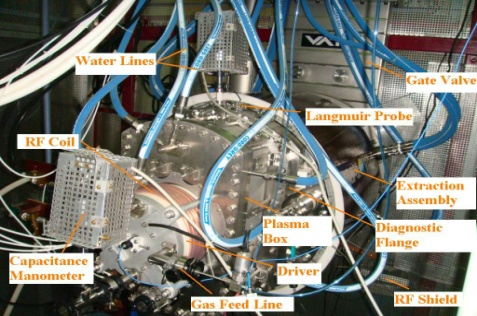 VAT
Water Lines
Gate Valve
Langmuir Probe
RF Coil
Extraction
Assembly
Plasma
Box
Diagnostic
Flange
Capacitance
Manometer
Driver
Gas Feed Line
RF Shield